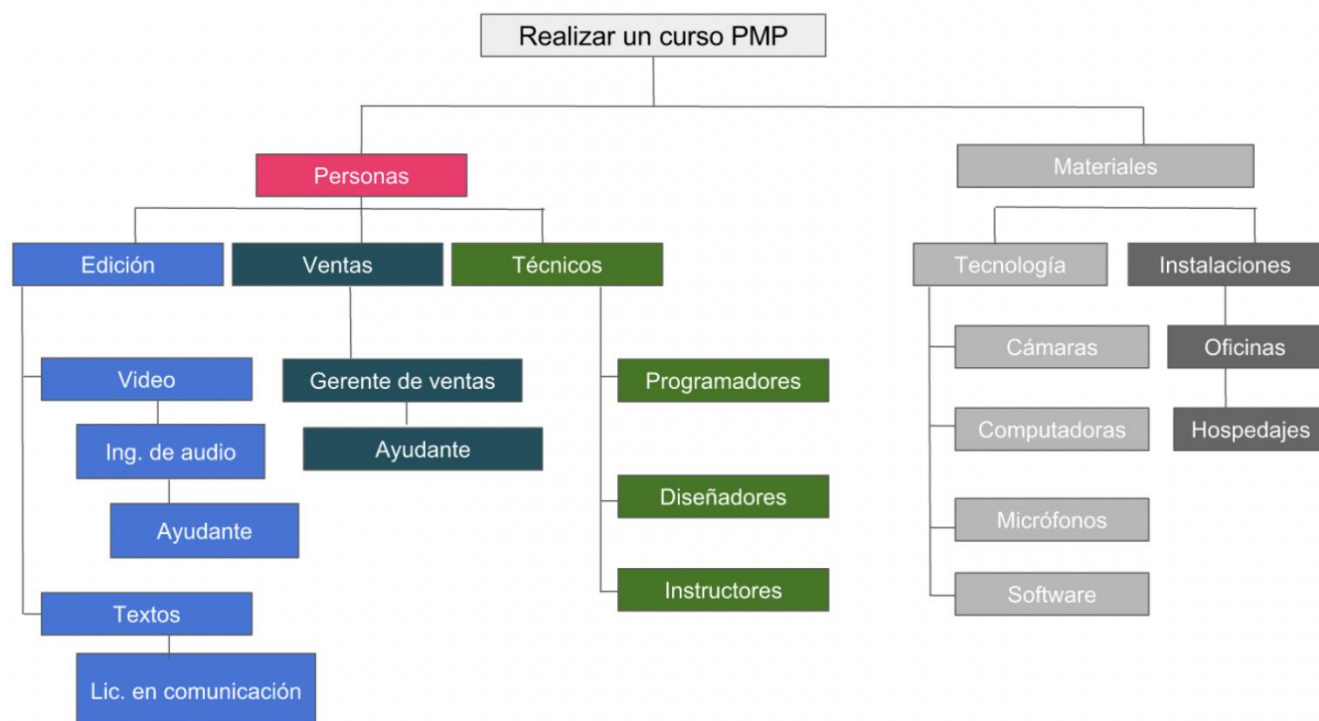 Realizar un curso PMP
Personas
Materiales
Edición
Ventas
Técnicos
Tecnología
Instalaciones
Video
Gerente de ventas
Programadores
Cámaras
Oficinas
Ing. de audio
Ayudante
Computadoras
Hospedajes
Ayudante
Diseñadores
Micrófonos
Textos
Instructores
Software
Lic. en comunicación